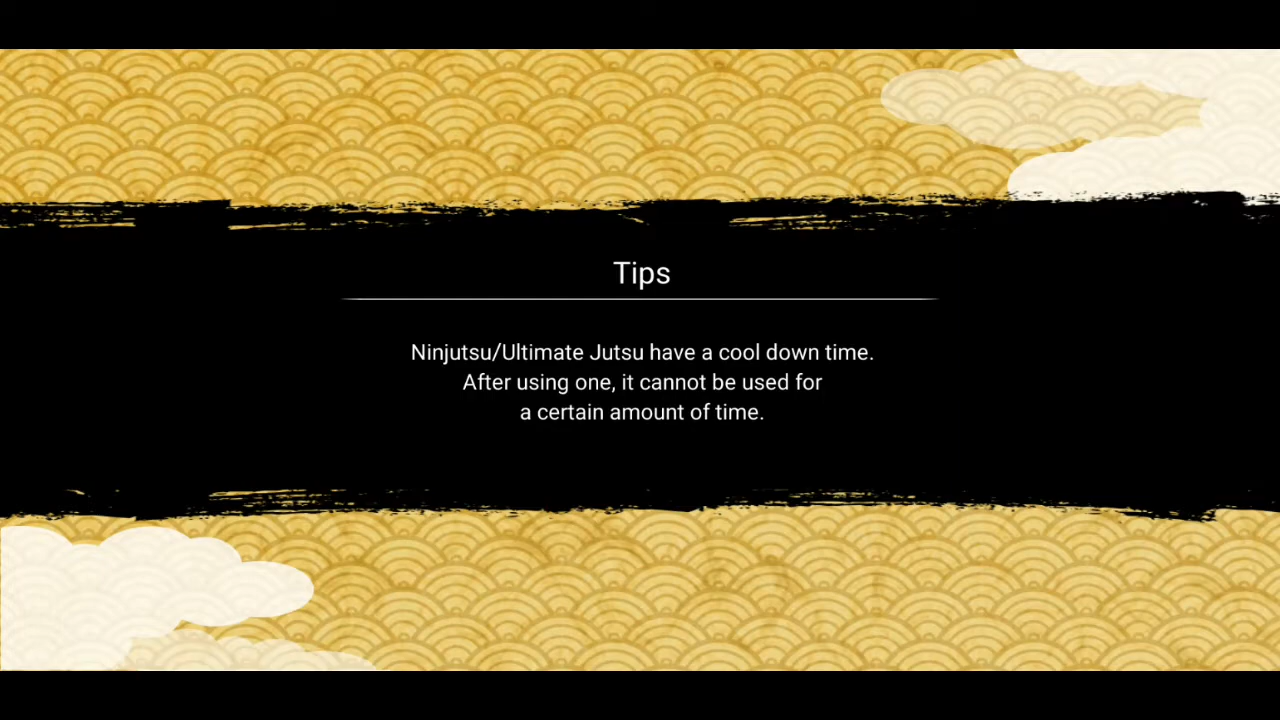 Tips
Ninjutsu/Ultimate Jutsu have a cool down time.
After using one, it cannot be used for
a certain amount of time.